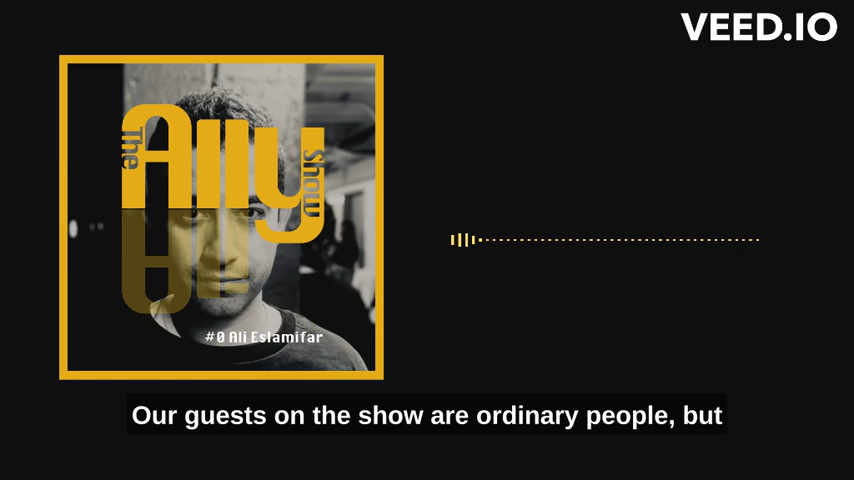 VEED.IO
The
Ally
Show
#0 Ali Eslamifar
Our guests on the show are ordinary people, but